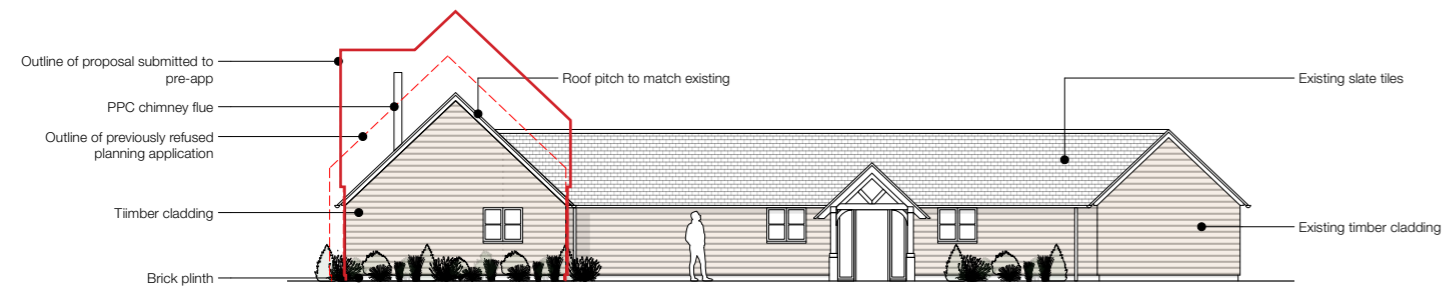 Outline of proposal submitted to
pre-app
PPC chimney flue
Outline of previously refused
planning application
Tiimber cladding
Brick plinth
Roof pitch to match existing
Existing slate tiles
Existing timber cladding